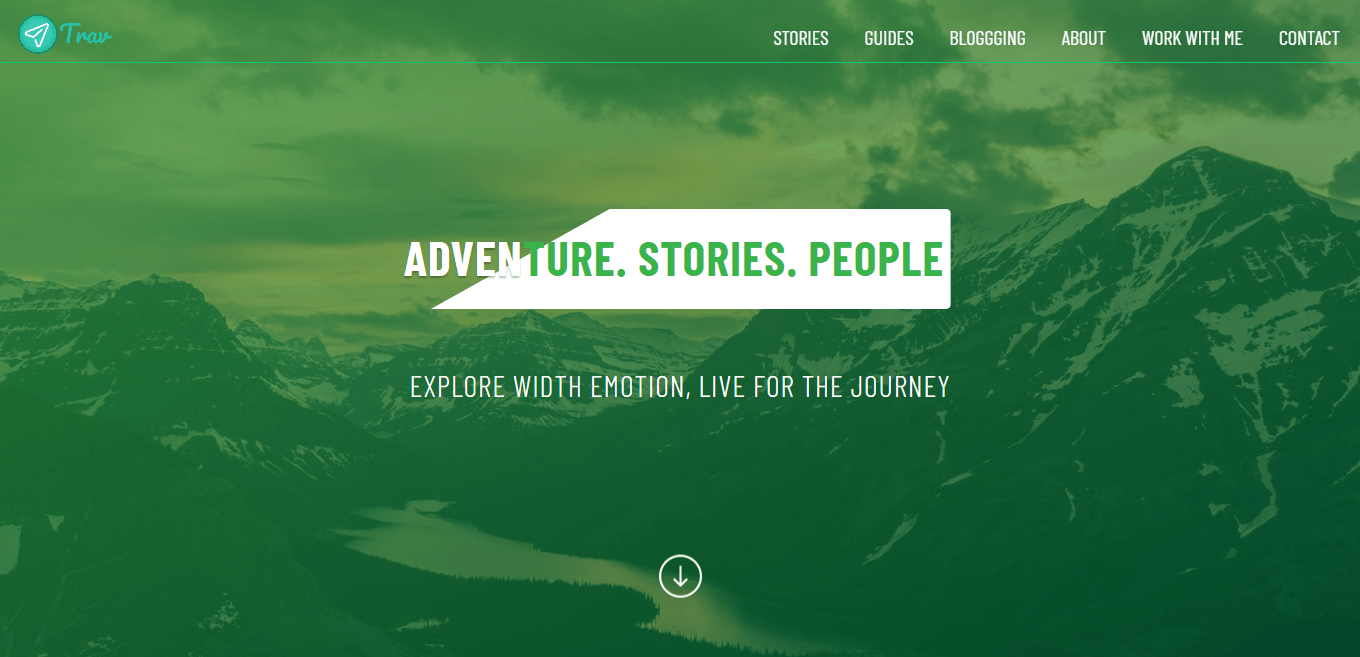 Trav
STORIES GUIDES BLOGGGING ABOUT WORK WITH ME CONTACT
ADVENTURE. STORIES. PEOPLE
EXPLORE WIDTH EMOTION, LIVE FOR THE JOURNEY